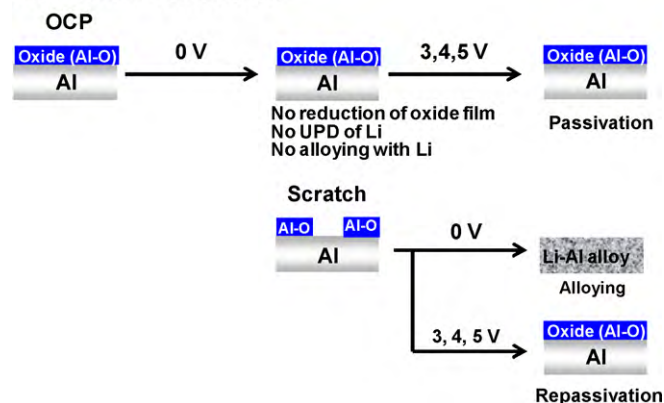 OCP
Oxide (Al-O)
Al
0 V
Oxide (Al-O)
Al
3,4,5 V
Oxide (Al-O)
Al
No reduction of oxide film
No UPD of Li
No alloying with Li
Passivation
Scratch
Al-O
Al-O
Al
0 V
Li-Al alloy
Alloying
3, 4, 5 V
Oxide (Al-O)
Al
Repassivation